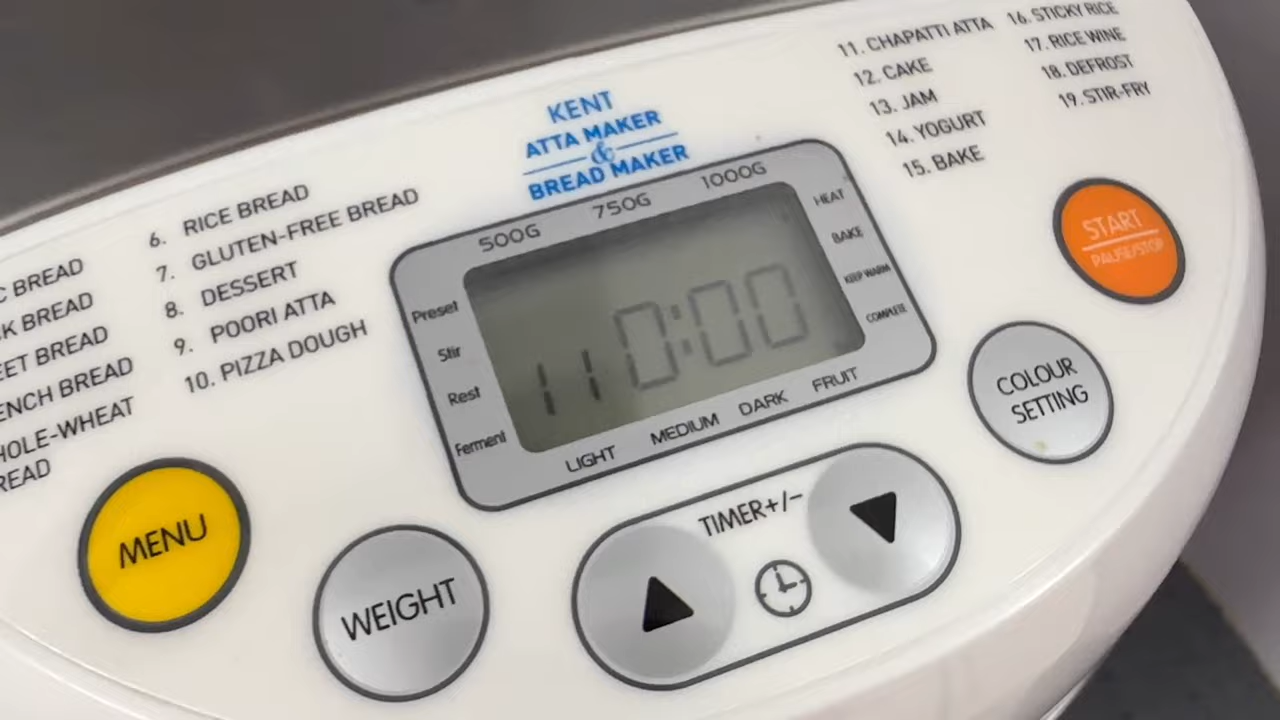 C BREAD
CK BREAD
EET BREAD
ENCH BREAD
HOLE-WHEAT
READ
6. RICE BREAD
7. GLUTEN-FREE BREAD
8. DESSERT
9. POORI ATTA
10. PIZZA DOUGH
KENT
ATTA MAKER
&
BREAD MAKER
11. CHAPATTI ATTA
12. CAKE
13. JAM
14. YOGURT
15. BAKE
16. STICKY RICE
17. RICE WINE
18. DEFROST
19. STIR-FRY
500G 750G 1000G
Preset
Stir
Rest
Ferment
11 0:00
HEAT
BAKE
KEEP WARM
COMPLETE
LIGHT MEDIUM DARK FRUIT
START
PAUSE/STOP
COLOUR
SETTING
MENU
WEIGHT
TIMER+/-